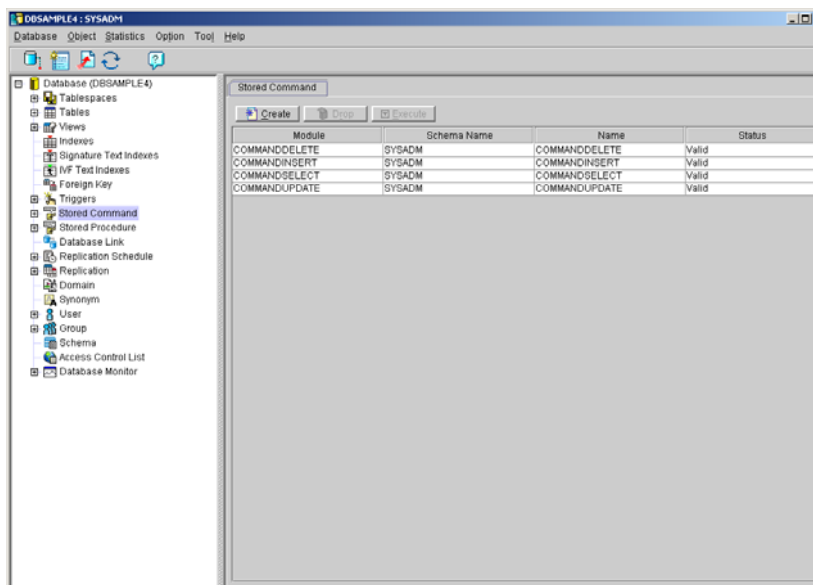 DBSAMPLE4 : SYSADM
Database Object Statistics Option Tool Help
Database (DBSAMPLE4)
Tablespaces
Tables
Views
Indexes
Signature Text Indexes
IVF Text Indexes
Foreign Key
Triggers
Stored Command
Stored Procedure
Database Link
Replication Schedule
Replication
Domain
Synonym
User
Group
Schema
Access Control List
Database Monitor
Stored Command
Create Drop Execute
Module Schema Name Name Status
COMMANDDELETE SYSADM COMMANDDELETE Valid
COMMANDINSERT SYSADM COMMANDINSERT Valid
COMMANDSELECT SYSADM COMMANDSELECT Valid
COMMANDUPDATE SYSADM COMMANDUPDATE Valid